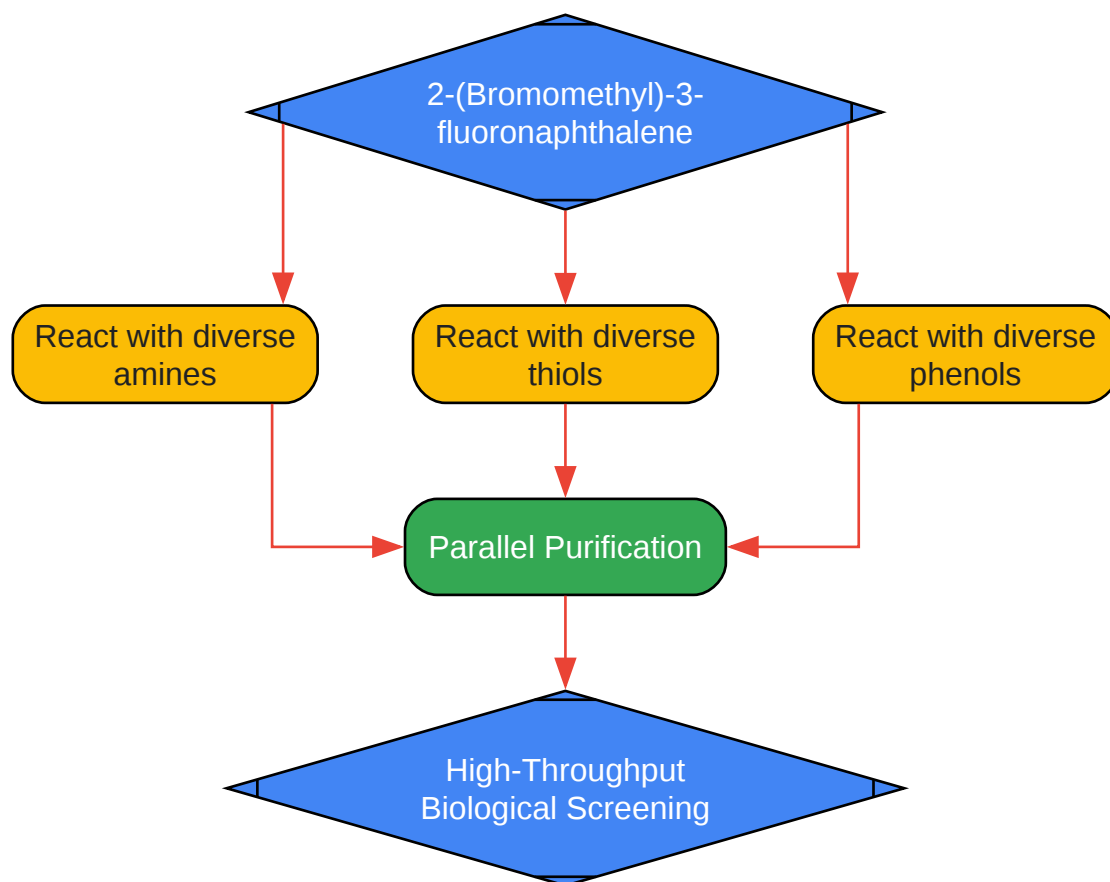 2-(Bromomethyl)-3-
fluoronaphthalene
React with diverse
amines
React with diverse
thiols
React with diverse
phenols
Parallel Purification
High-Throughput
Biological Screening